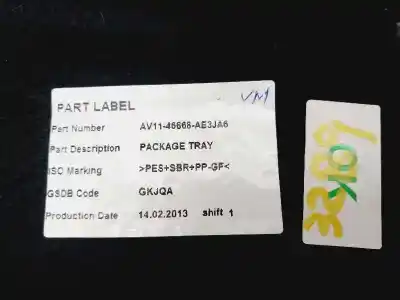 PART LABEL
Part Number AV11-46668-AE3JA6
Part Description PACKAGE TRAY
ISO Marking >PES+SBR+PP-GF<
GSDB Code GKJQA
Production Date 14.02.2013 shift 1
OK